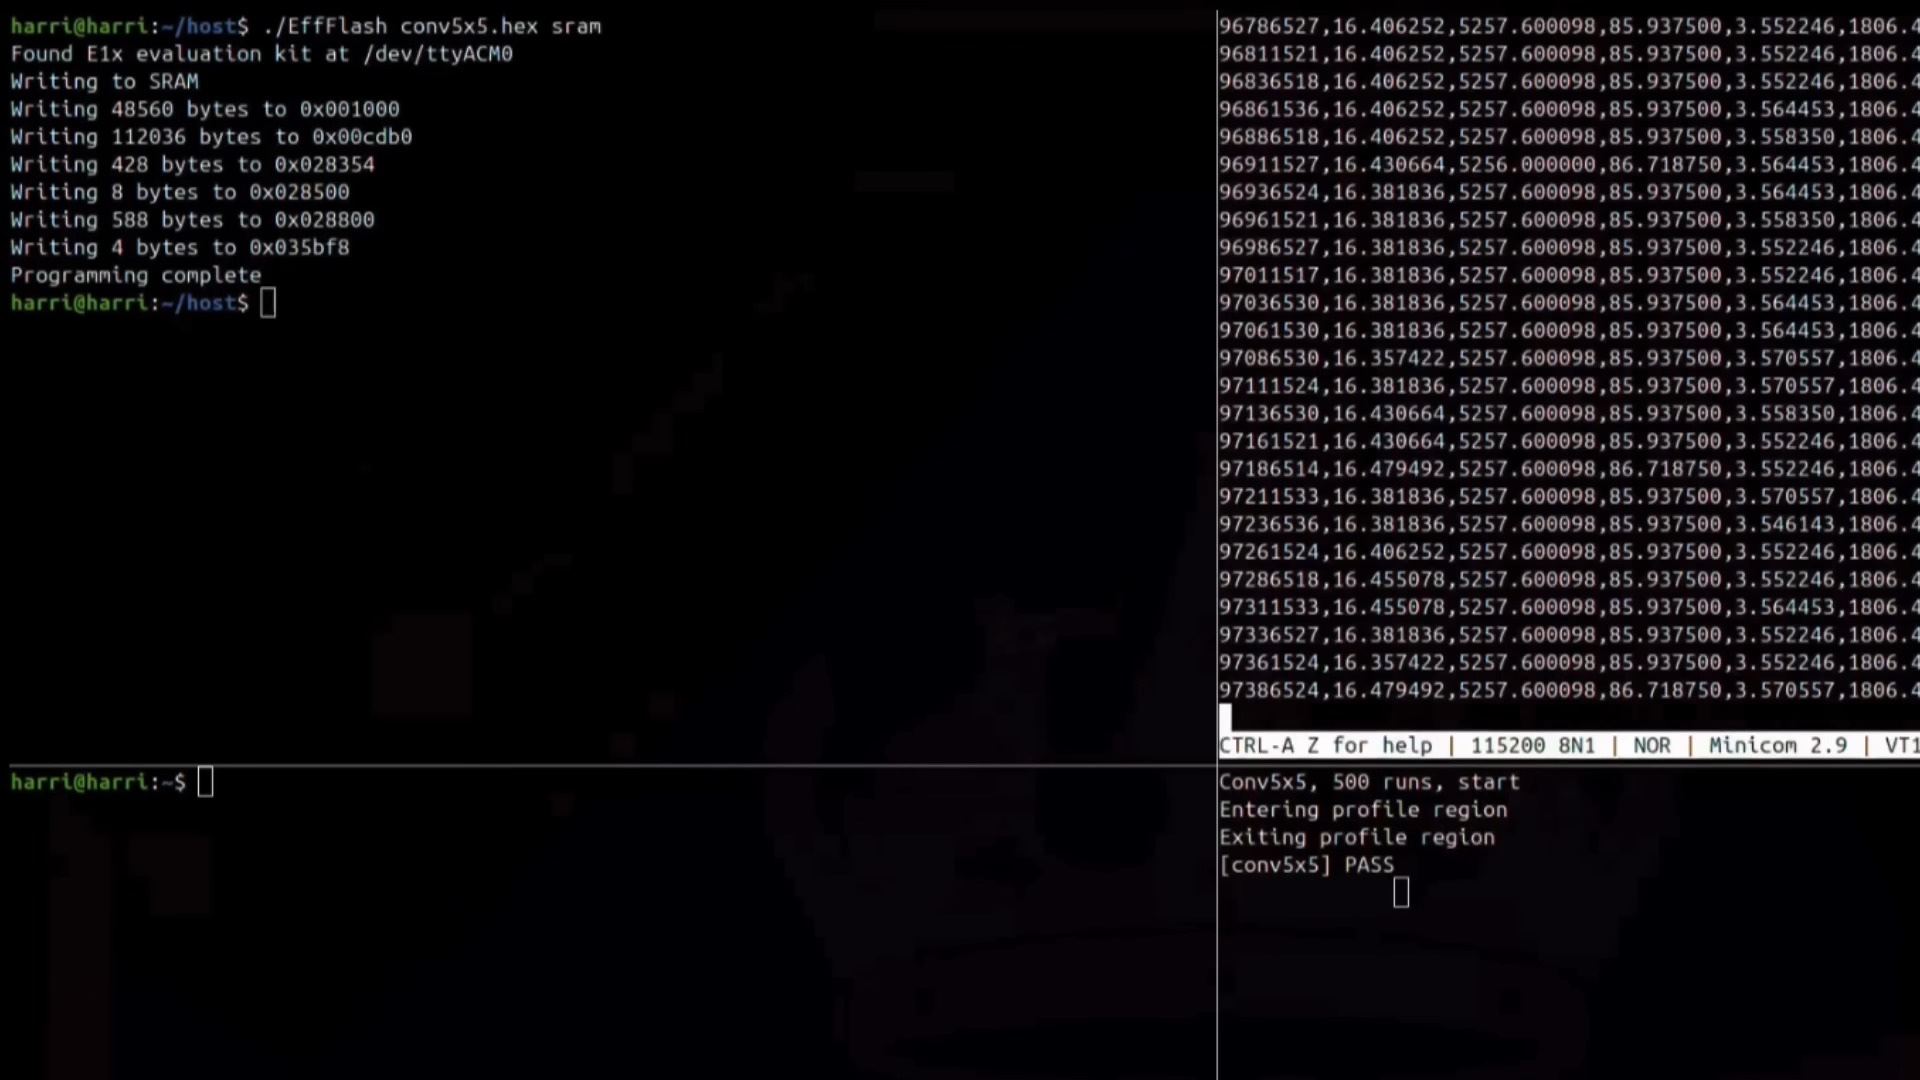 harri@harri:~/host$ ./EffFlash conv5x5.hex sram
Found E1x evaluation kit at /dev/ttyACM0
Writing to SRAM
Writing 48560 bytes to 0x001000
Writing 112036 bytes to 0x00cdb0
Writing 428 bytes to 0x028354
Writing 8 bytes to 0x028500
Writing 588 bytes to 0x028800
Writing 4 bytes to 0x035bf8
Programming complete
harri@harri:~/host$
96786527,16.406252,5257.600098,85.937500,3.552246,1806.4
96811521,16.406252,5257.600098,85.937500,3.552246,1806.4
96836518,16.406252,5257.600098,85.937500,3.552246,1806.4
96861536,16.406252,5257.600098,85.937500,3.564453,1806.4
96886518,16.406252,5257.600098,85.937500,3.558350,1806.4
96911527,16.430664,5256.000000,86.718750,3.564453,1806.4
96936524,16.381836,5257.600098,85.937500,3.564453,1806.4
96961521,16.381836,5257.600098,85.937500,3.558350,1806.4
96986527,16.381836,5257.600098,85.937500,3.552246,1806.4
97011517,16.381836,5257.600098,85.937500,3.552246,1806.4
97036530,16.381836,5257.600098,85.937500,3.564453,1806.4
97061530,16.381836,5257.600098,85.937500,3.564453,1806.4
97086530,16.357422,5257.600098,85.937500,3.570557,1806.4
97111524,16.381836,5257.600098,85.937500,3.570557,1806.4
97136530,16.430664,5257.600098,85.937500,3.558350,1806.4
97161521,16.430664,5257.600098,85.937500,3.552246,1806.4
97186514,16.479492,5257.600098,86.718750,3.552246,1806.4
97211533,16.381836,5257.600098,85.937500,3.570557,1806.4
97236536,16.381836,5257.600098,85.937500,3.546143,1806.4
97261524,16.406252,5257.600098,85.937500,3.552246,1806.4
97286518,16.455078,5257.600098,85.937500,3.552246,1806.4
97311533,16.455078,5257.600098,85.937500,3.564453,1806.4
97336527,16.381836,5257.600098,85.937500,3.552246,1806.4
97361524,16.357422,5257.600098,85.937500,3.552246,1806.4
97386524,16.479492,5257.600098,86.718750,3.570557,1806.4
CTRL-A Z for help | 115200 8N1 | NOR | Minicom 2.9 | VT1
harri@harri:~$
Conv5x5, 500 runs, start
Entering profile region
Exiting profile region
[conv5x5] PASS